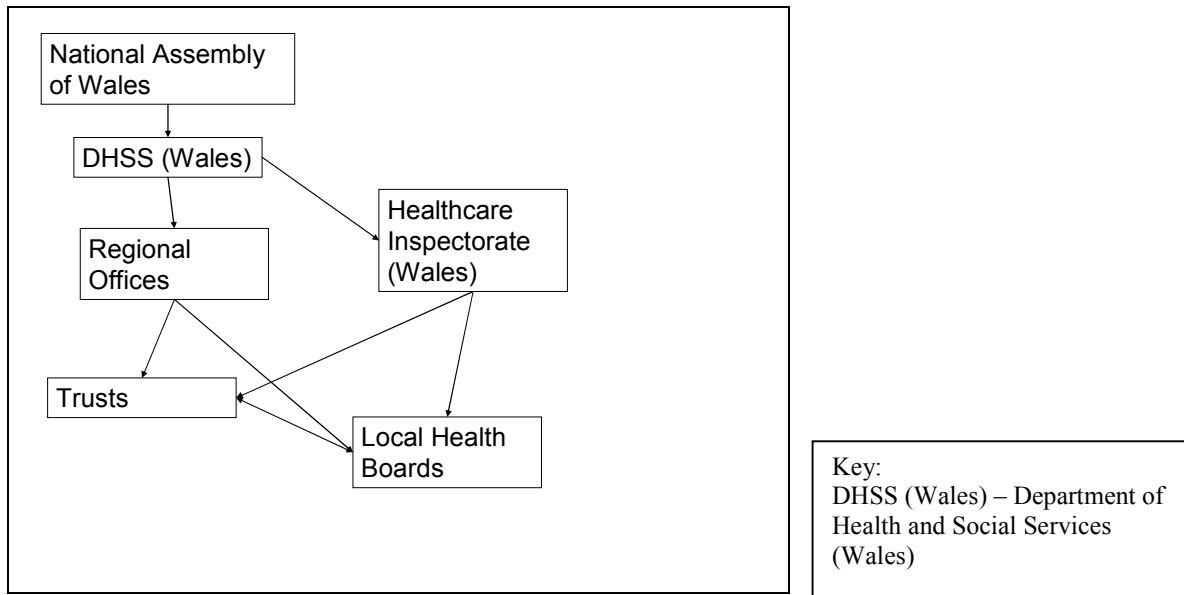 National Assembly
of Wales
DHSS (Wales)
Healthcare
Inspectorate
(Wales)
Regional
Offices
Trusts
Local Health
Boards
Key:
DHSS (Wales) – Department of
Health and Social Services
(Wales)